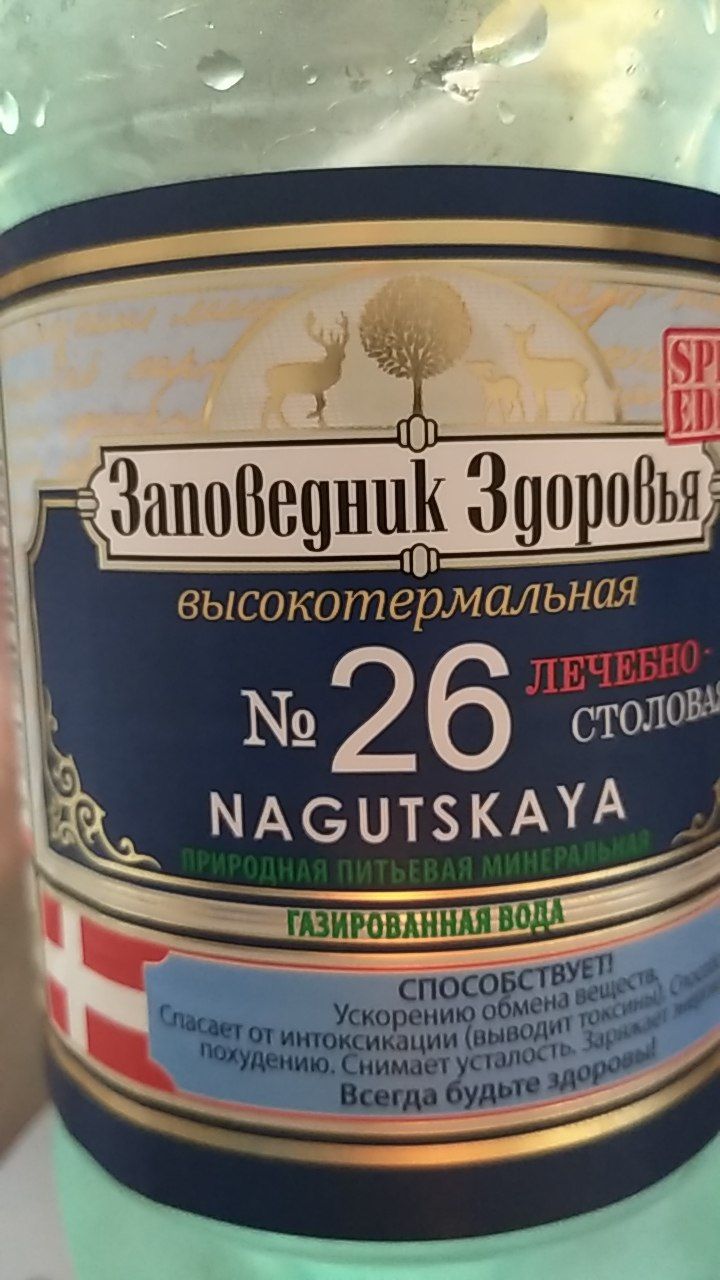 Заповедник Здоровья
высокотермальная
№ 26
ЛЕЧЕБНО-
NAGUTSKAYA
ПРИРОДНАЯ ПИТЬЕВАЯ МИНЕРАЛЬНАЯ
ГАЗИРОВАННАЯ ВОДА
СПОСОБСТВУЕТ!
Ускорению обмена веществ,
Спасает от интоксикации (выводит токсины).
похудению. Снимает усталость. Заряжает
Всегда будьте здоровы!